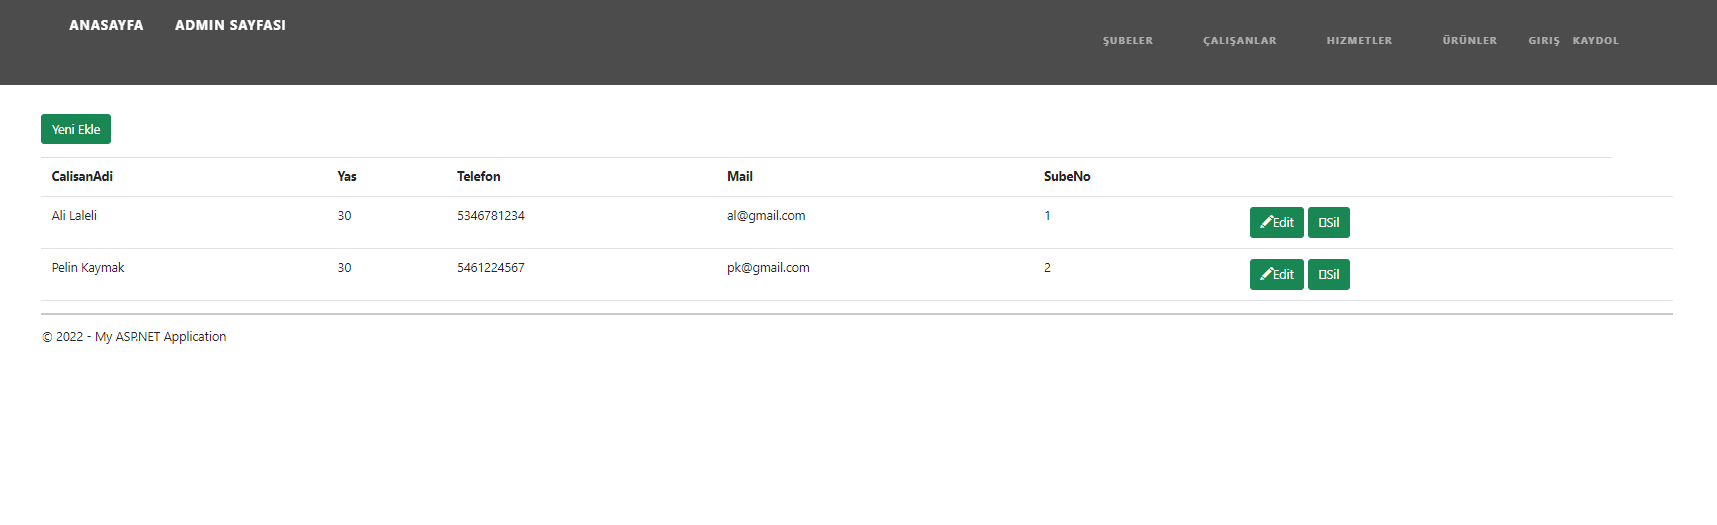 ANASAYFA ADMIN SAYFASI
ŞUBELER ÇALIŞANLAR HIZMETLER ÜRÜNLER GIRIŞ KAYDOL
Yeni Ekle
CalisanAdi Yas Telefon Mail SubeNo
Ali Laleli 30 5346781234 al@gmail.com 1 Edit Sil
Pelin Kaymak 30 5461224567 pk@gmail.com 2 Edit Sil
© 2022 - My ASP.NET Application